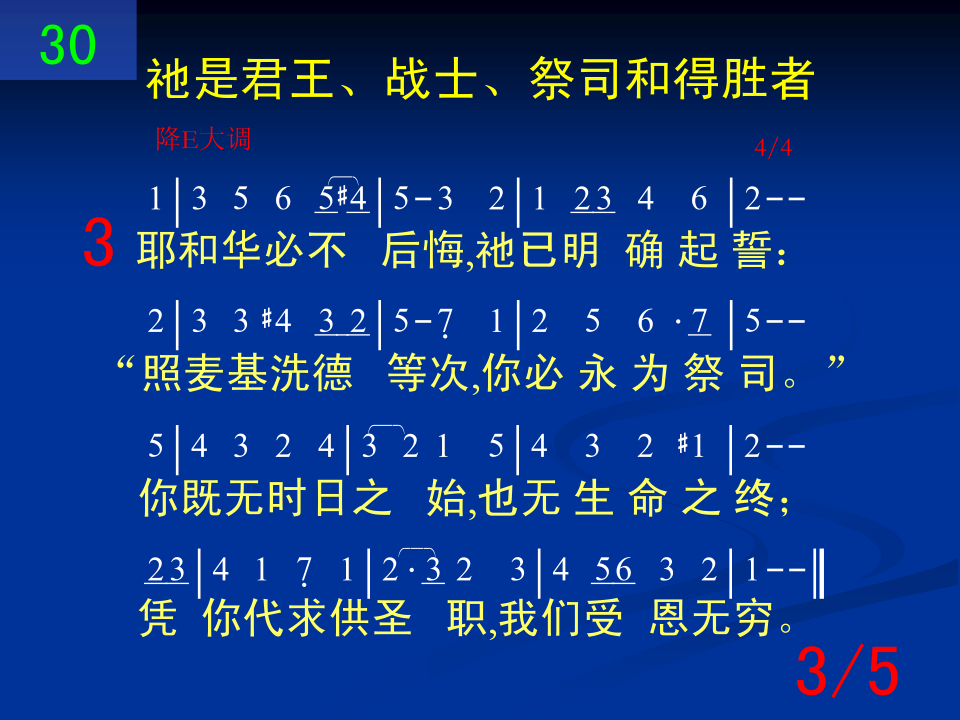 30
祂是君王、战士、祭司和得胜者
降E大调 4/4
1|3 5 6 5#4|5-3 2|1 23 4 6|2--
3 耶和华必不 后悔,祂已明 确 起 誓：
2|3 3 #4 3 2|5-7̣ 1|2 5 6 · 7|5--
“照麦基洗德 等次,你必 永 为 祭 司。”
5|4 3 2 4|3 2 1 5|4 3 2 #1|2--
你既无时日之 始,也无 生 命 之 终；
23|4 1 7̣ 1|2·3 2 3|4 56 3 2|1--‖
凭 你代求供圣 职,我们受 恩无穷。
3/5